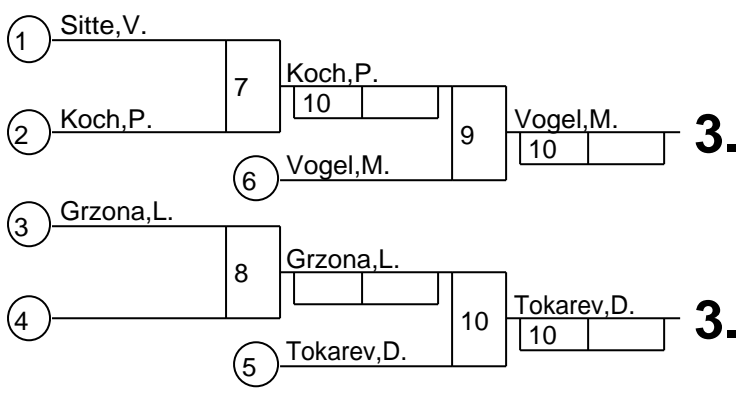 1 Sitte,V.
7 Koch,P.
10
2 Koch,P.
9 Vogel,M. 3.
10
6 Vogel,M.
3 Grzona,L.
8 Grzona,L.
4
10 Tokarev,D. 3.
10
5 Tokarev,D.